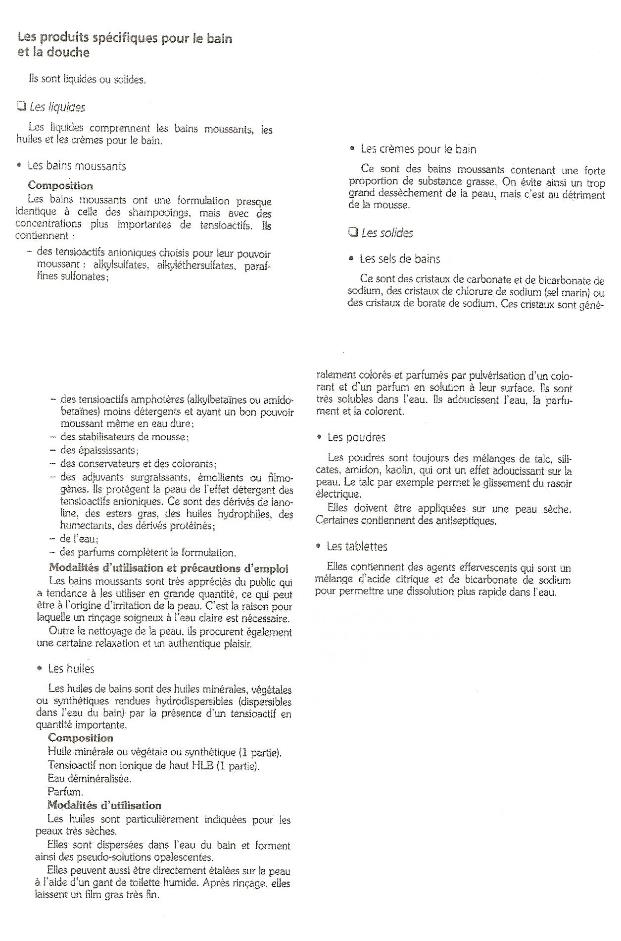 Les produits spécifiques pour le bain
et la douche
Ils sont liquides ou solides.
❏ Les liquides
Les liquides comprennent les bains moussants, les
huiles et les crèmes pour le bain.
• Les bains moussants
Composition
Les bains moussants ont une formulation presque
identique à celle des shampooings, mais avec des
concentrations plus importantes de tensioactifs. Ils
contiennent :
– des tensioactifs anioniques choisis pour leur pouvoir
moussant : alkylsulfates, alkyléthersulfates, paraf-
fines sulfonates;
– des tensioactifs amphotères (alkylbetaïnes ou amido-
betaïnes) moins détergents et ayant un bon pouvoir
moussant même en eau dure;
– des stabilisateurs de mousse;
– des épaississants;
– des conservateurs et des colorants;
– des adjuvants surgraissants, émollients ou filmo-
gènes. Ils protègent la peau de l'effet détergent des
tensioactifs anioniques. Ce sont des dérivés de lano-
line, des esters gras, des huiles hydrophiles, des
humectants, des dérivés protéinés;
– de l'eau;
– des parfums complètent la formulation.
Modalités d'utilisation et précautions d'emploi
Les bains moussants sont très appréciés du public qui
a tendance à les utiliser en grande quantité, ce qui peut
être à l'origine d'irritation de la peau. C'est la raison pour
laquelle un rinçage soigneux à l'eau claire est nécessaire.
Outre le nettoyage de la peau, ils procurent également
une certaine relaxation et un authentique plaisir.
• Les huiles
Les huiles de bains sont des huiles minérales, végétales
ou synthétiques rendues hydrodispersibles (dispersibles
dans l'eau du bain) par la présence d'un tensioactif en
quantité importante.
Composition
Huile minérale ou végétale ou synthétique (1 partie).
Tensioactif non ionique de haut HLB (1 partie).
Eau déminéralisée.
Parfum.
Modalités d'utilisation
Les huiles sont particulièrement indiquées pour les
peaux très sèches.
Elles sont dispersées dans l'eau du bain et forment
ainsi des pseudo-solutions opalescentes.
Elles peuvent aussi être directement étalées sur le peau
à l'aide d'un gant de toilette humide. Après rinçage, elles
laissent un film gras très fin.
• Les crèmes pour le bain
Ce sont des bains moussants contenant une forte
proportion de substance grasse. On évite ainsi un trop
grand dessèchement de la peau, mais c'est au détriment
de la mousse.
❏ Les solides
• Les sels de bains
Ce sont des cristaux de carbonate et de bicarbonate de
sodium, des cristaux de chlorure de sodium (sel marin) ou
des cristaux de borate de sodium. Ces cristaux sont géné-
ralement colorés et parfumés par pulvérisation d'un colo-
rant et d'un parfum en solution à leur surface. Ils sont
très solubles dans l'eau. Ils adoucissent l'eau, la parfu-
ment et la colorent.
• Les poudres
Les poudres sont toujours des mélanges de talc, sili-
cates, amidon, kaolin, qui ont un effet adoucissant sur la
peau. Le talc par exemple permet le glissement du rasoir
électrique.
Elles doivent être appliquées sur une peau sèche.
Certaines contiennent des antiseptiques.
• Les tablettes
Elles contiennent des agents effervescents qui sont un
mélange d'acide citrique et de bicarbonate de sodium
pour permettre une dissolution plus rapide dans l'eau.